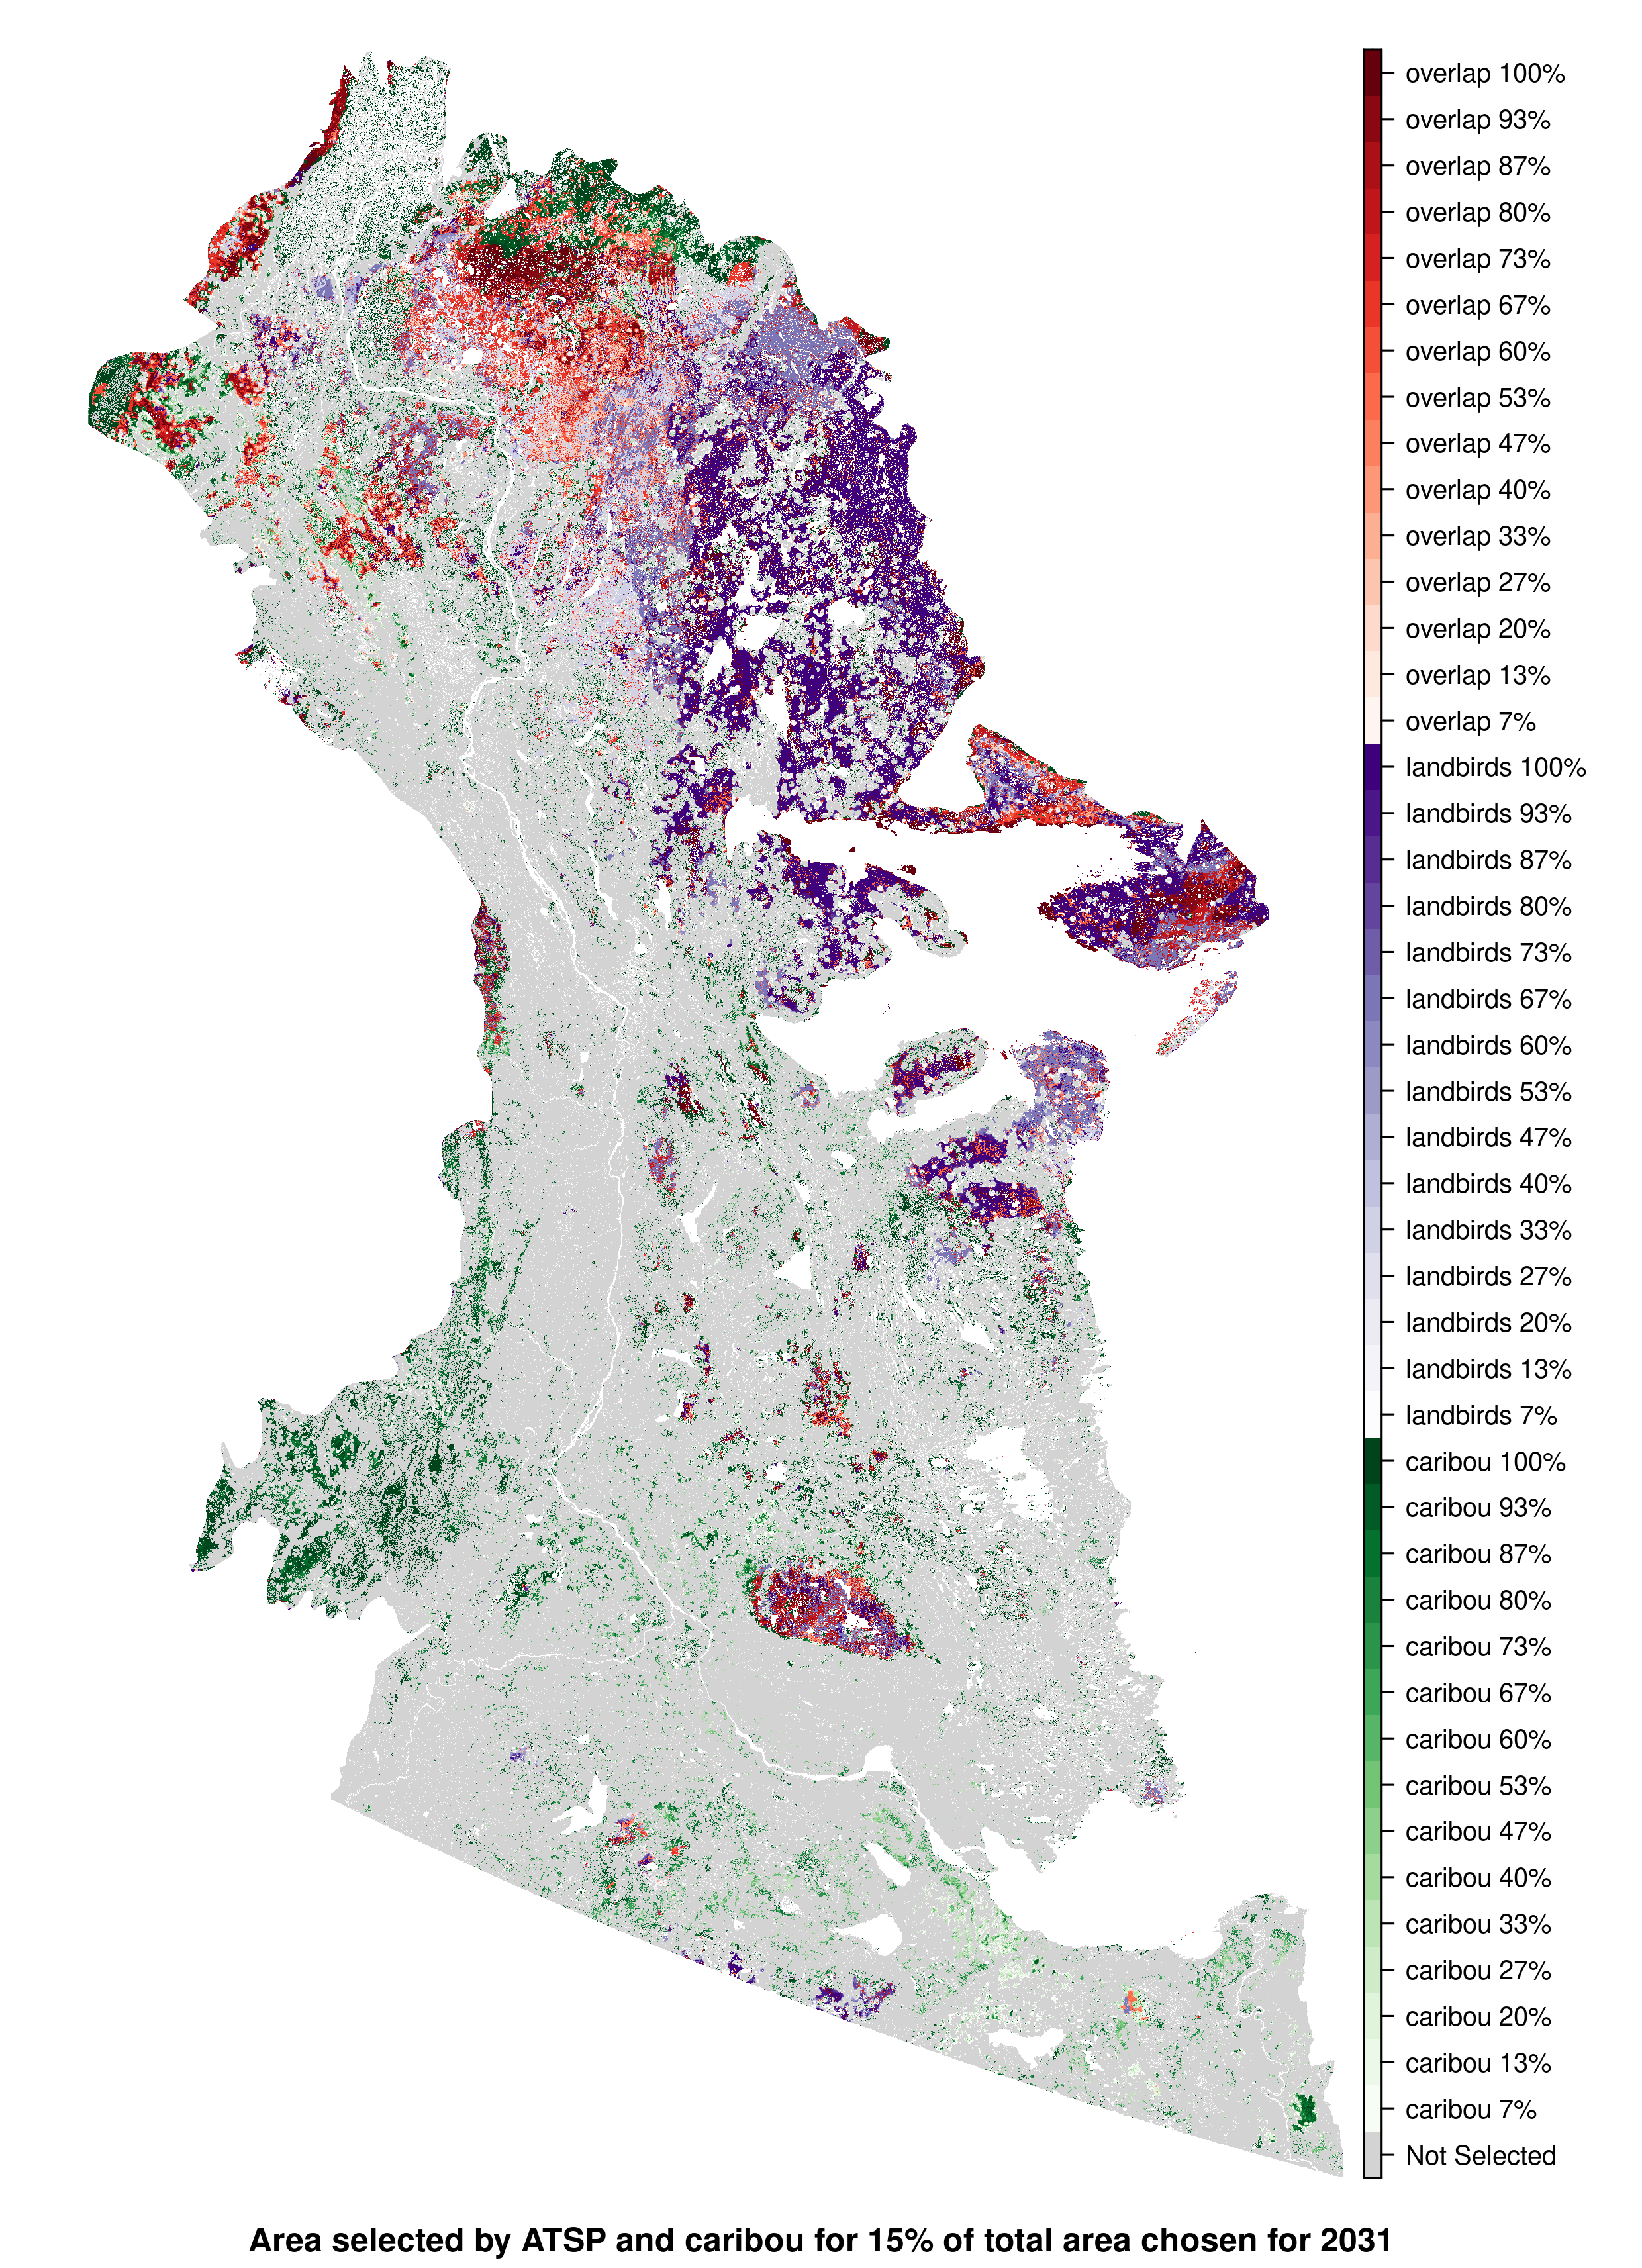 overlap 100%
overlap 93%
overlap 87%
overlap 80%
overlap 73%
overlap 67%
overlap 60%
overlap 53%
overlap 47%
overlap 40%
overlap 33%
overlap 27%
overlap 20%
overlap 13%
overlap 7%
landbirds 100%
landbirds 93%
landbirds 87%
landbirds 80%
landbirds 73%
landbirds 67%
landbirds 60%
landbirds 53%
landbirds 47%
landbirds 40%
landbirds 33%
landbirds 27%
landbirds 20%
landbirds 13%
landbirds 7%
caribou 100%
caribou 93%
caribou 87%
caribou 80%
caribou 73%
caribou 67%
caribou 60%
caribou 53%
caribou 47%
caribou 40%
caribou 33%
caribou 27%
caribou 20%
caribou 13%
caribou 7%
Not Selected
Area selected by ATSP and caribou for 15% of total area chosen for 2031